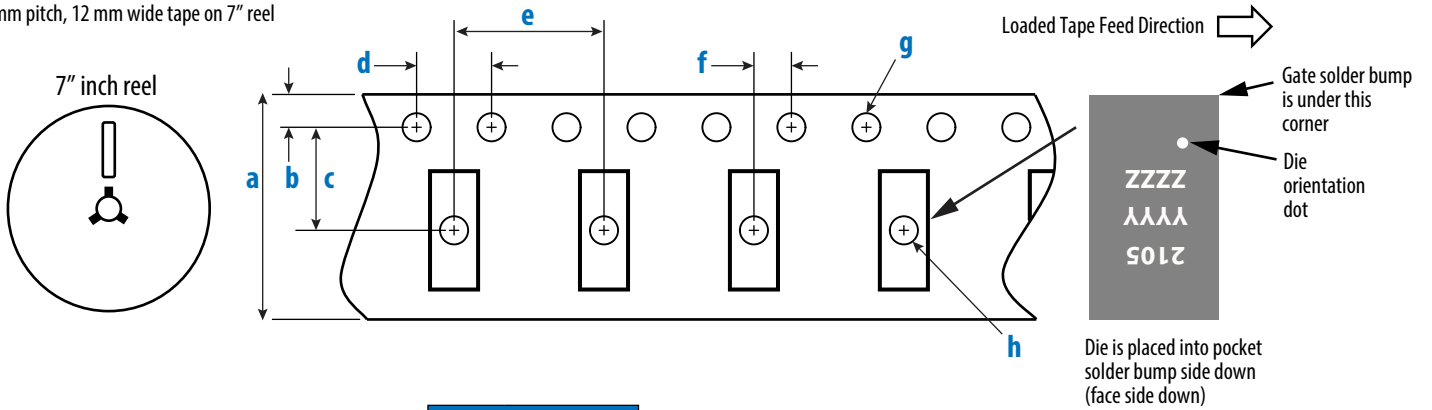 mm pitch, 12 mm wide tape on 7” reel
Loaded Tape Feed Direction
7” inch reel
e
d
f
g
a
b
c
h
Gate solder bump
is under this
corner
Die
orientation
dot
2105
YYYY
ZZZZ
Die is placed into pocket
solder bump side down
(face side down)